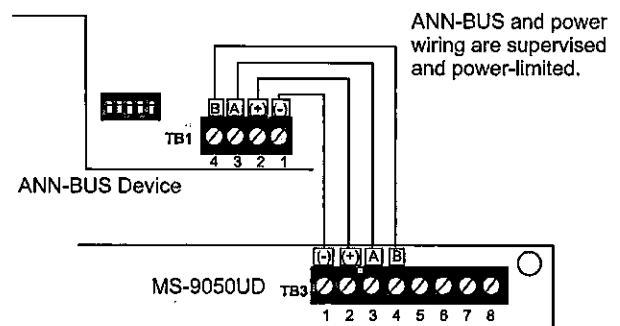 ANN-BUS and power
wiring are supervised
and power-limited.
B A (+) (-)
TB1
4 3 2 1
ANN-BUS Device
(-) (+) A B
MS-9050UD TB3
1 2 3 4 5 6 7 8